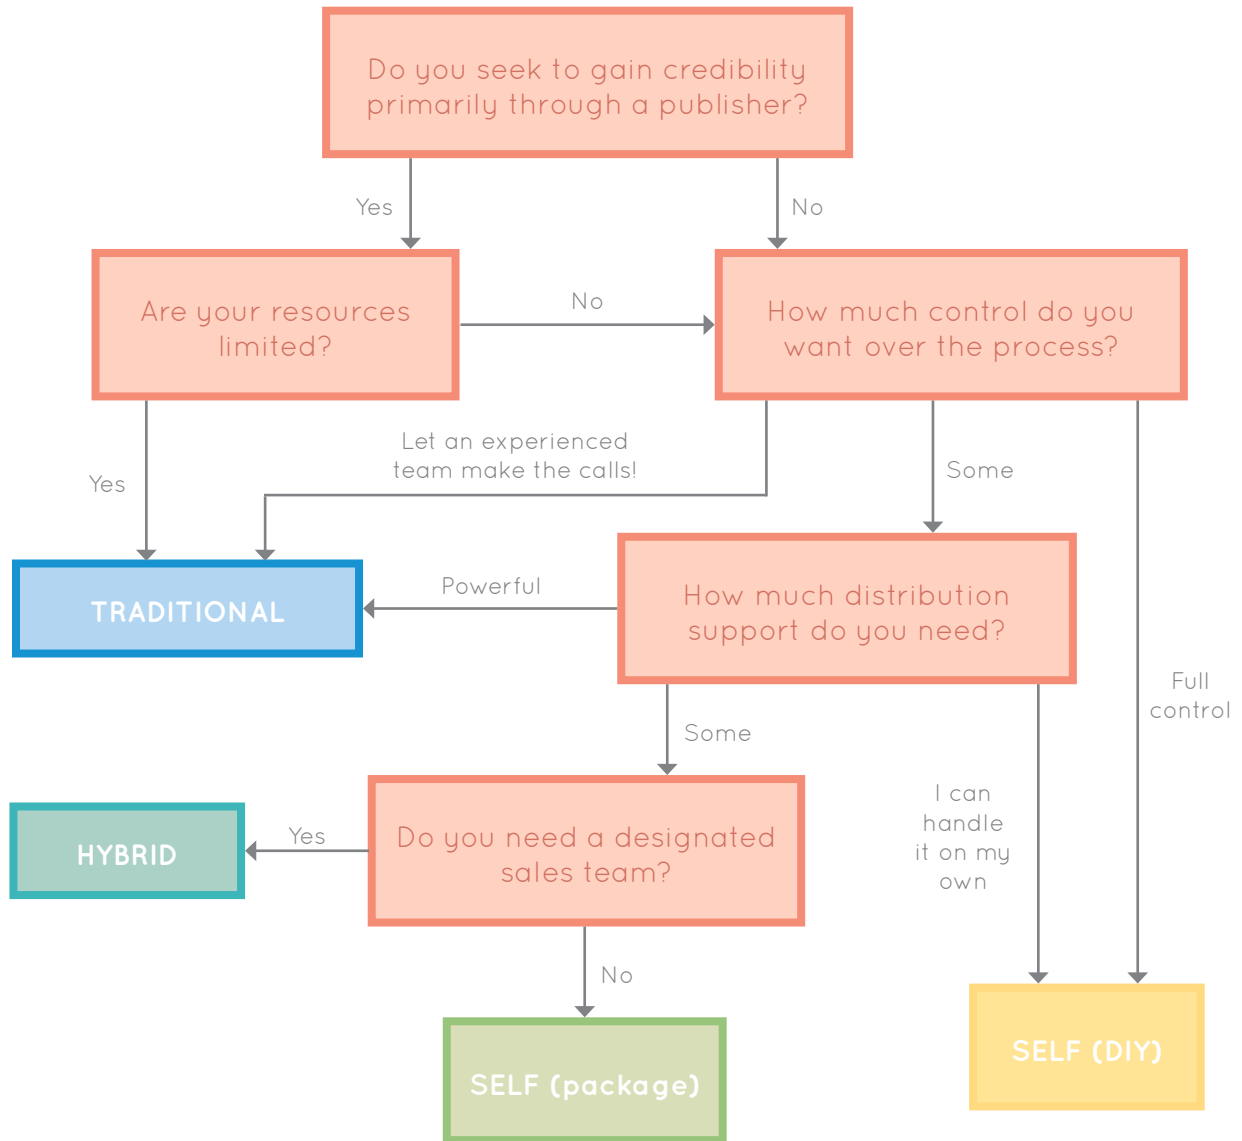 Do you seek to gain credibility
primarily through a publisher?
Yes
No
Are your resources
limited?
No
How much control do you
want over the process?
Let an experienced
team make the calls!
Yes
Some
TRADITIONAL
Powerful
How much distribution
support do you need?
Full
control
Some
I can
handle
it on my
own
HYBRID
Yes
Do you need a designated
sales team?
No
SELF (package)
SELF (DIY)